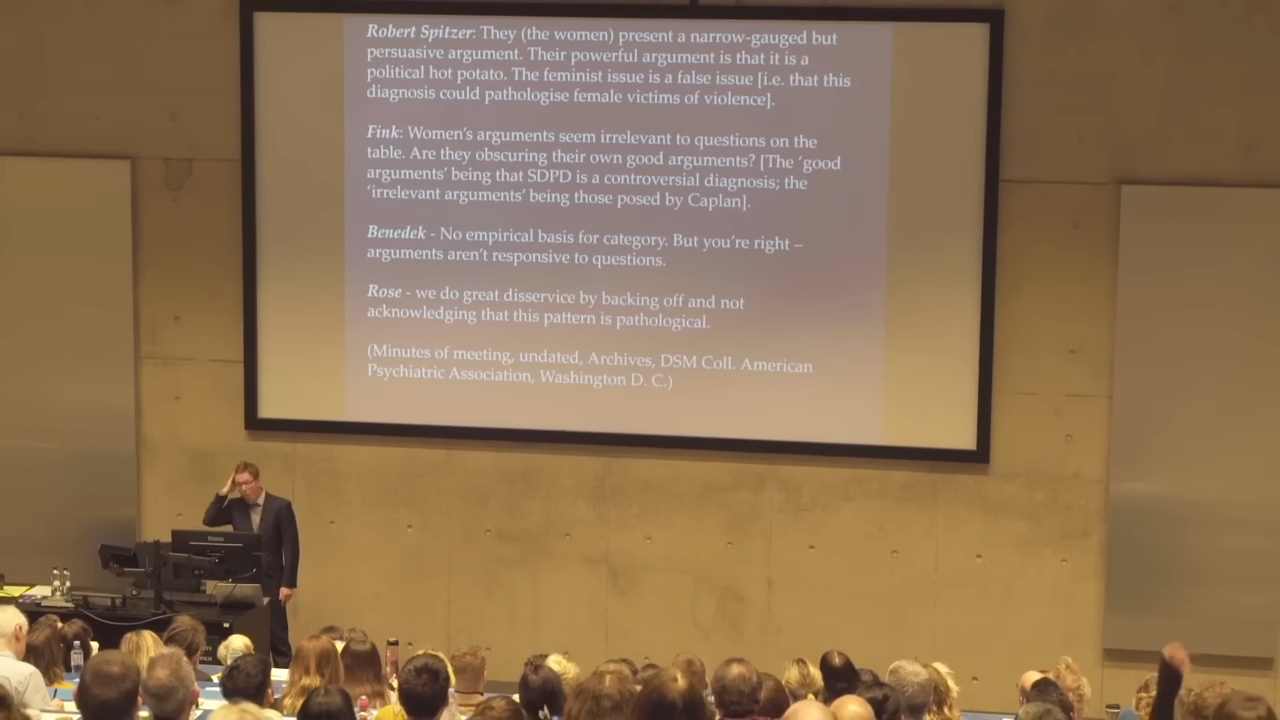 Robert Spitzer: They (the women) present a narrow-gauged but
persuasive argument. Their powerful argument is that it is a
political hot potato. The feminist issue is a false issue [i.e. that this
diagnosis could pathologise female victims of violence].
Fink: Women's arguments seem irrelevant to questions on the
table. Are they obscuring their own good arguments? [The 'good
arguments' being that SDPD is a controversial diagnosis; the
'irrelevant arguments' being those posed by Caplan].
Benedek - No empirical basis for category. But you're right –
arguments aren't responsive to questions.
Rose - we do great disservice by backing off and not
acknowledging that this pattern is pathological.
(Minutes of meeting, undated, Archives, DSM Coll. American
Psychiatric Association, Washington D. C.)